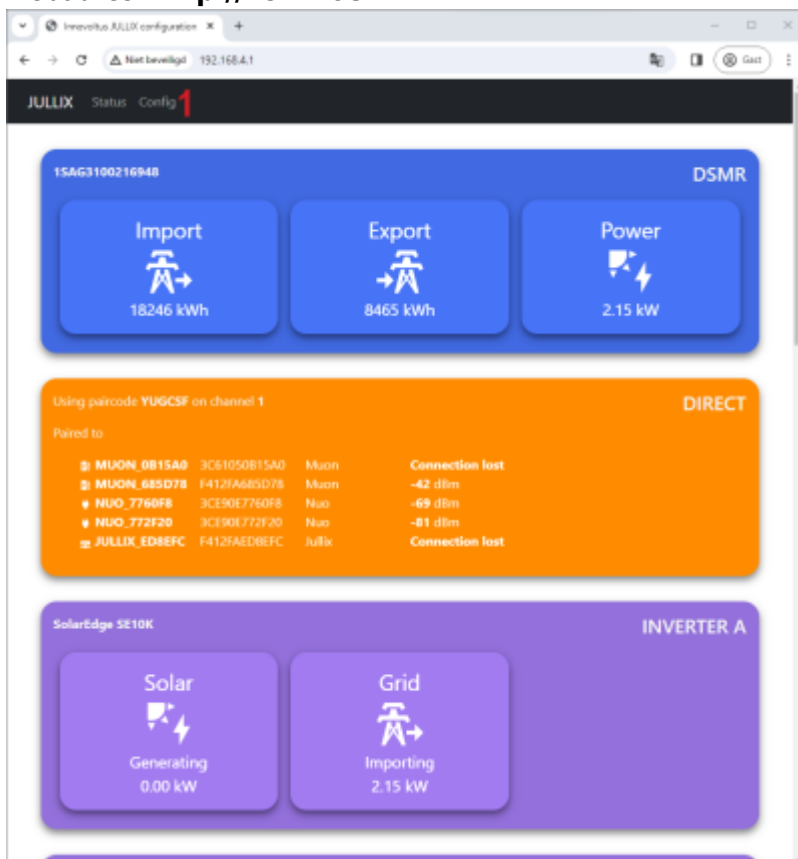 Innevoltus JULLIX configuration
Niet beveiligd 192.168.4.1 Gast
JULLIX Status Config 1
1SAG3100216948 DSMR
Import Export Power
18246 kWh 8465 kWh 2.15 kW
Using paircode YUGCSF on channel 1 DIRECT
Paired to
MUON_0B15A0 3C61050B15A0 Muon Connection lost
MUON_685D78 F412FA685D78 Muon -42 dBm
NUO_7760F8 3CE90E7760F8 Nuo -69 dBm
NUO_772F20 3CE90E772F20 Nuo -81 dBm
JULLIX_ED8EFC F412FAED8EFC Jullix Connection lost
SolarEdge SE10K INVERTER A
Solar Grid
Generating Importing
0.00 kW 2.15 kW